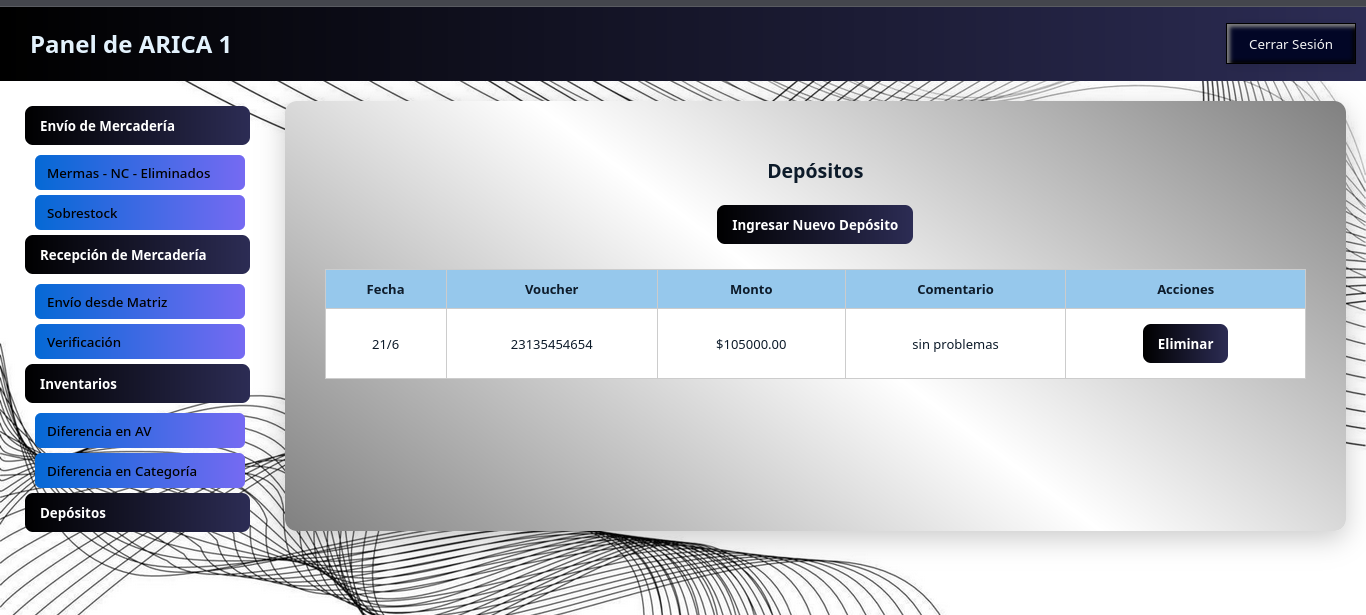 Panel de ARICA 1
Cerrar Sesión
Envío de Mercadería
Mermas - NC - Eliminados
Sobrestock
Recepción de Mercadería
Envío desde Matriz
Verificación
Inventarios
Diferencia en AV
Diferencia en Categoría
Depósitos
Depósitos
Ingresar Nuevo Depósito
Fecha Voucher Monto Comentario Acciones
21/6 23135454654 $105000.00 sin problemas Eliminar